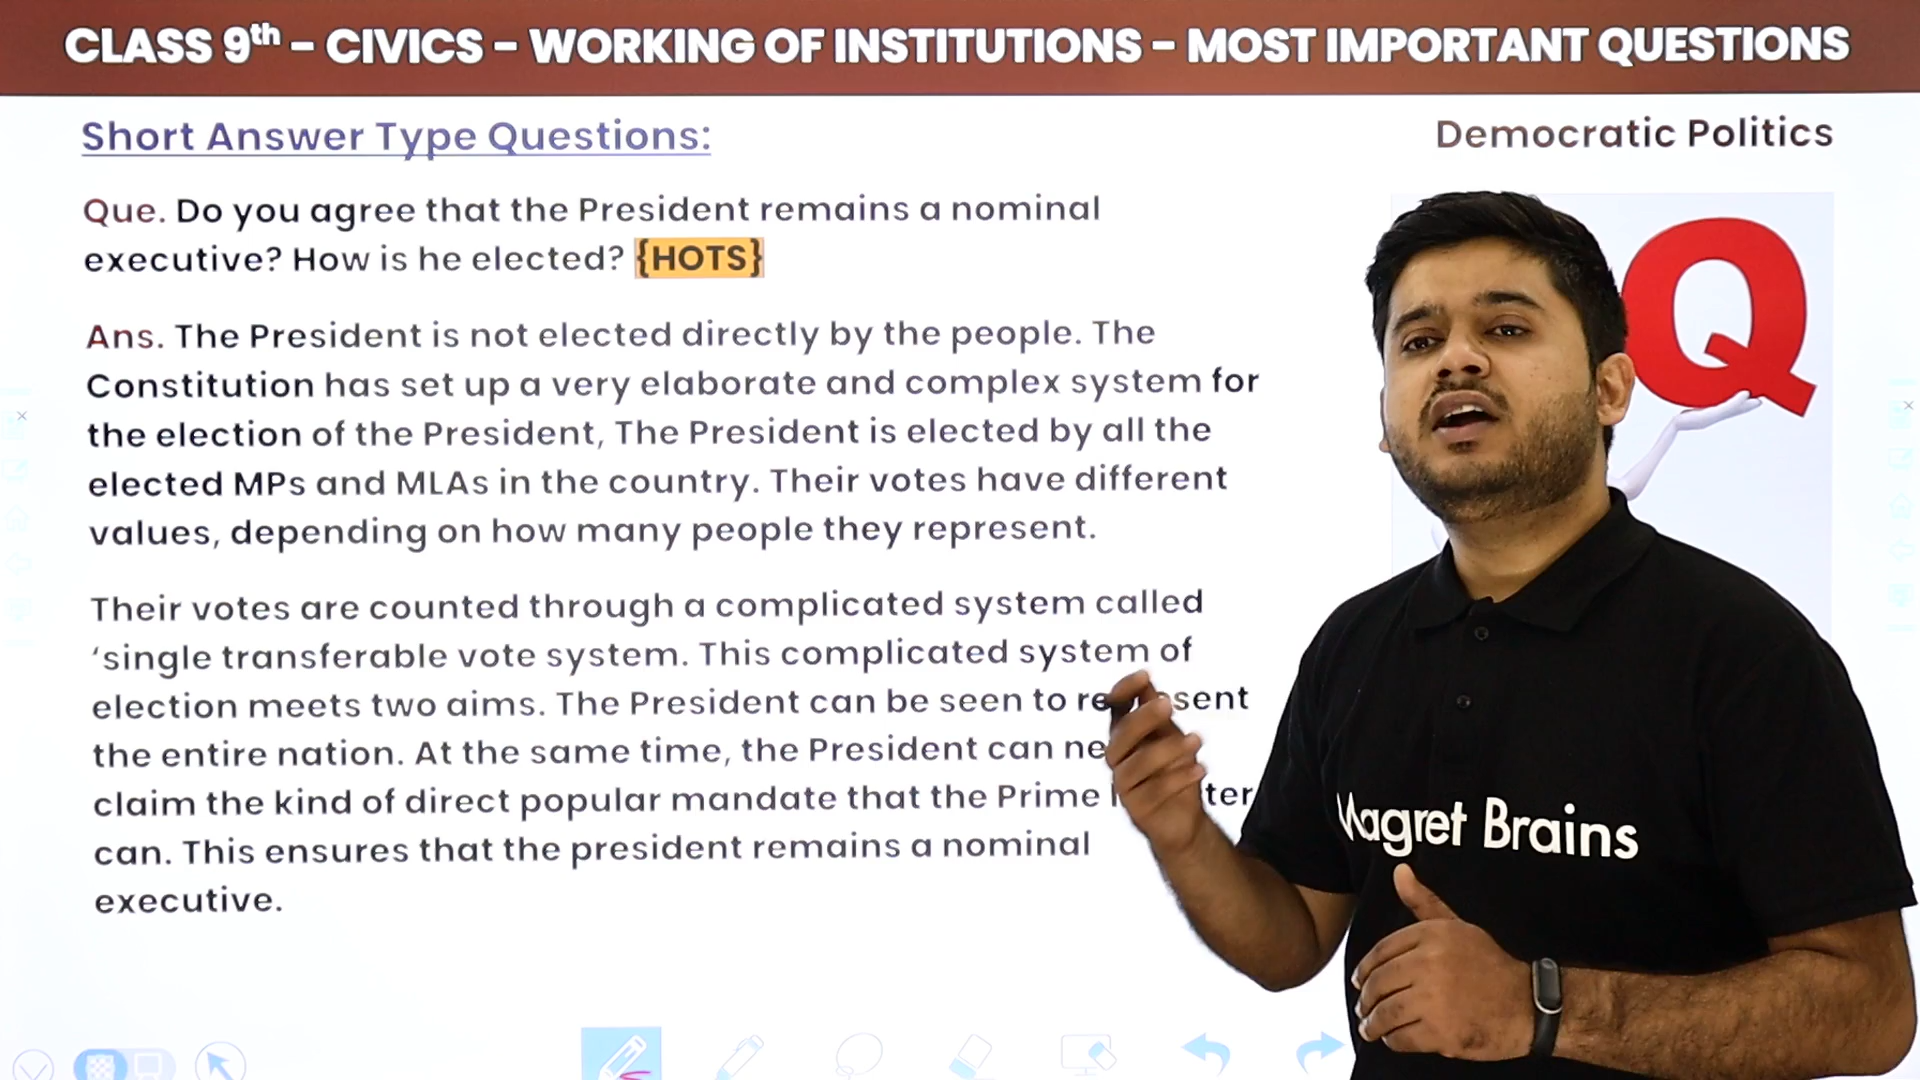 CLASS 9th – CIVICS – WORKING OF INSTITUTIONS – MOST IMPORTANT QUESTIONS
Short Answer Type Questions:
Democratic Politics
Que. Do you agree that the President remains a nominal
executive? How is he elected? {HOTS}
Q
Ans. The President is not elected directly by the people. The
Constitution has set up a very elaborate and complex system for
the election of the President, The President is elected by all the
elected MPs and MLAs in the country. Their votes have different
values, depending on how many people they represent.
Their votes are counted through a complicated system called
‘single transferable vote system. This complicated system of
election meets two aims. The President can be seen to
the entire nation. At the same time, the President can
claim the kind of direct popular mandate that the Prime
can. This ensures that the president remains a nominal
executive.
Magret Brains